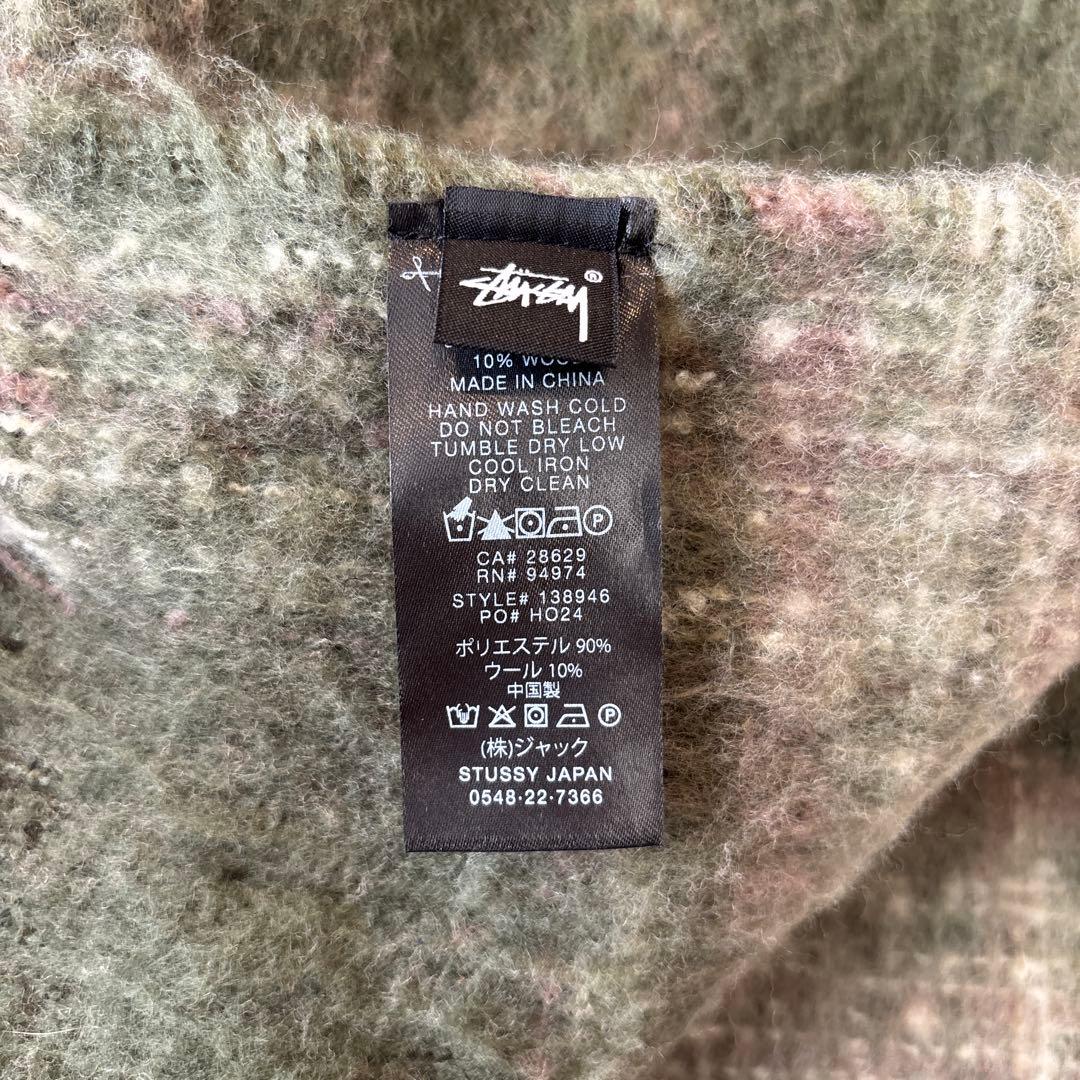 Stüssy®
10%
MADE IN CHINA
HAND WASH COLD
DO NOT BLEACH
TUMBLE DRY LOW
COOL IRON
DRY CLEAN
P
CA# 28629
RN# 94974
STYLE# 138946
PO# HO24
ポリエステル 90%
ウール 10%
中国製
P
(株)ジャック
STUSSY JAPAN
0548·22·7366